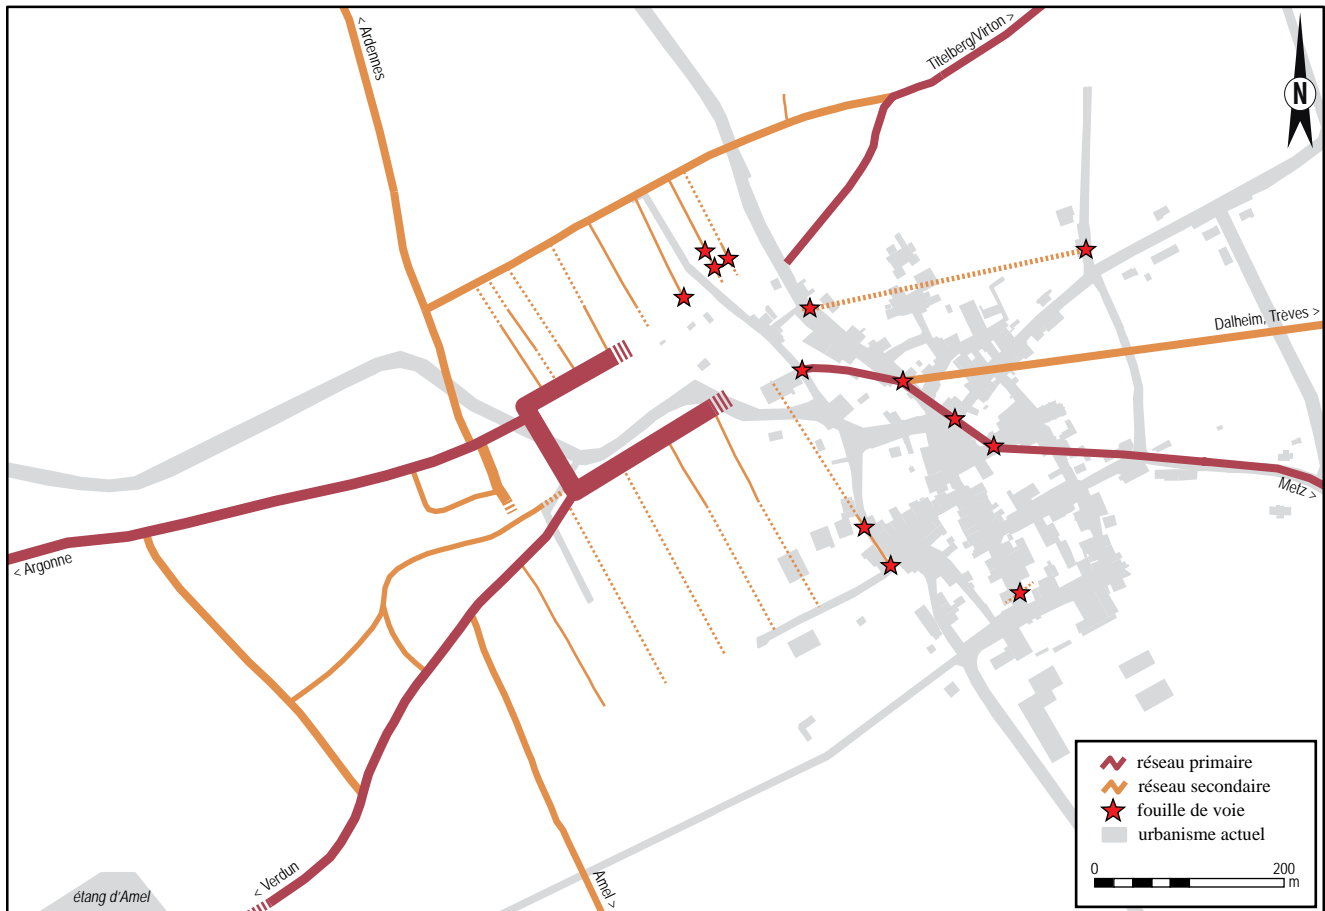 < Ardennes
Titelberg/Virton >
N
Dalheim, Trèves >
Metz >
< Argonne
< Verdun
Amel >
étang d'Amel
réseau primaire
réseau secondaire
fouille de voie
urbanisme actuel
0 200
m